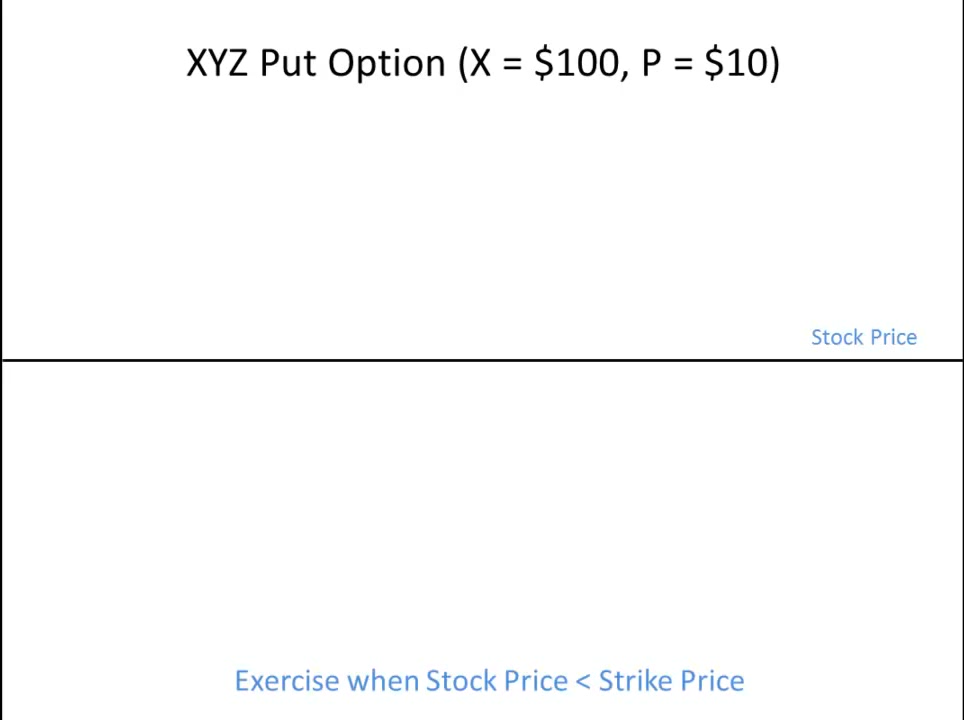 XYZ Put Option (X = $100, P = $10)
Stock Price
Exercise when Stock Price < Strike Price